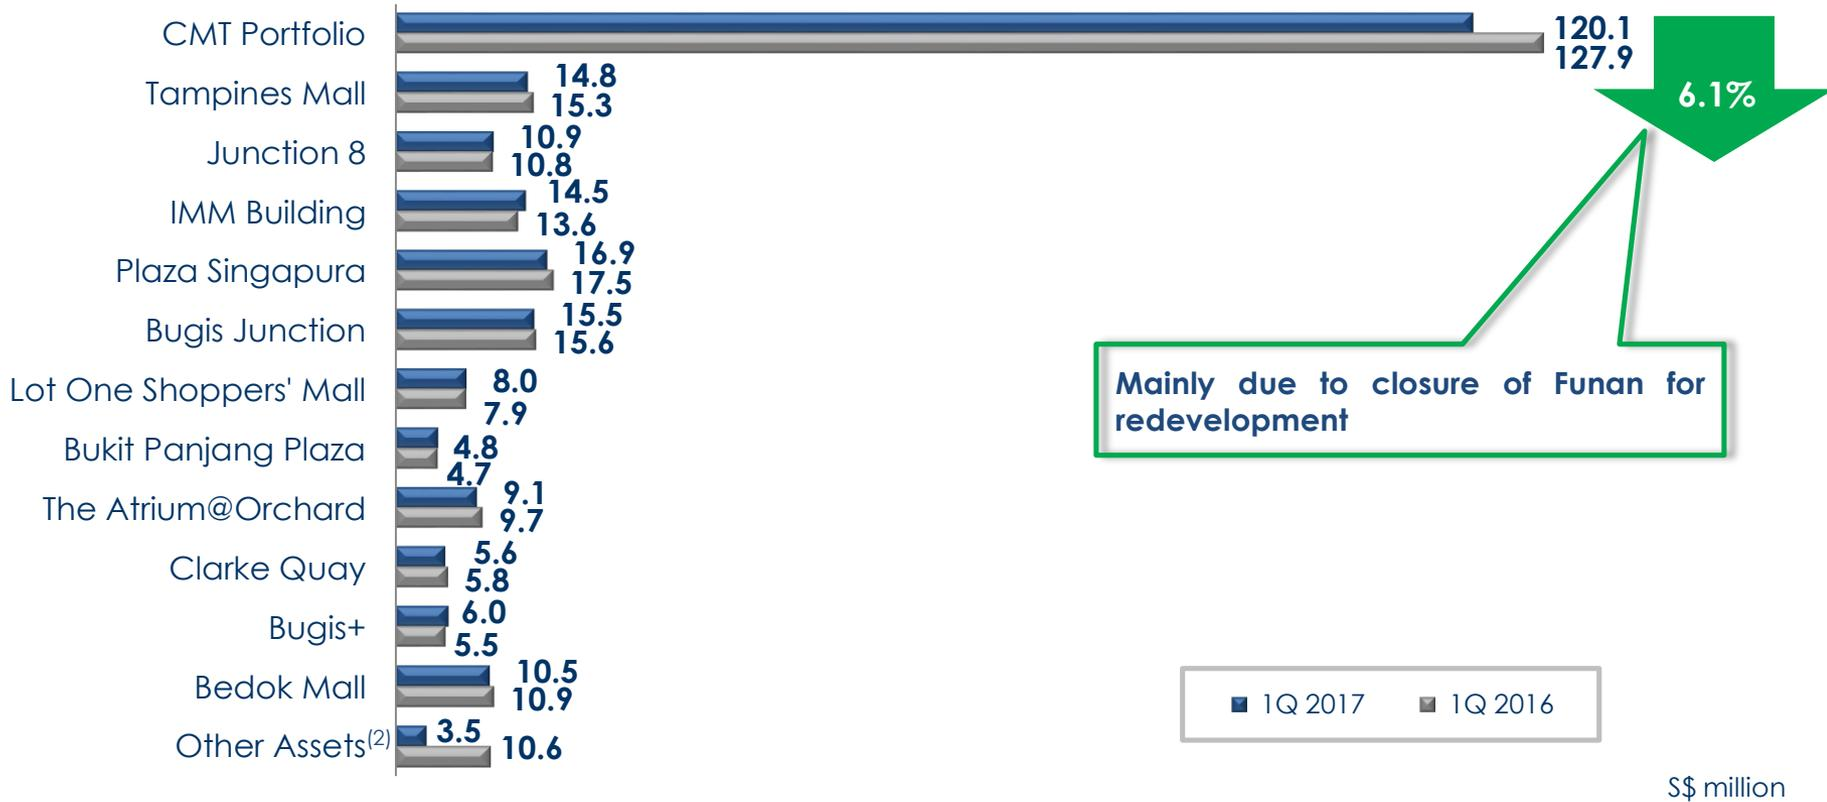 CMT Portfolio
120.1
127.9
6.1%
Tampines Mall
14.8
15.3
Junction 8
10.9
10.8
IMM Building
14.5
13.6
Plaza Singapura
16.9
17.5
Bugis Junction
15.5
15.6
Mainly due to closure of Funan for
redevelopment
Lot One Shoppers' Mall
8.0
7.9
Bukit Panjang Plaza
4.8
4.7
The Atrium@Orchard
9.1
9.7
Clarke Quay
5.6
5.8
Bugis+
6.0
5.5
Bedok Mall
10.5
10.9
Other Assets(2)
3.5
10.6
1Q 2017 1Q 2016
S$ million